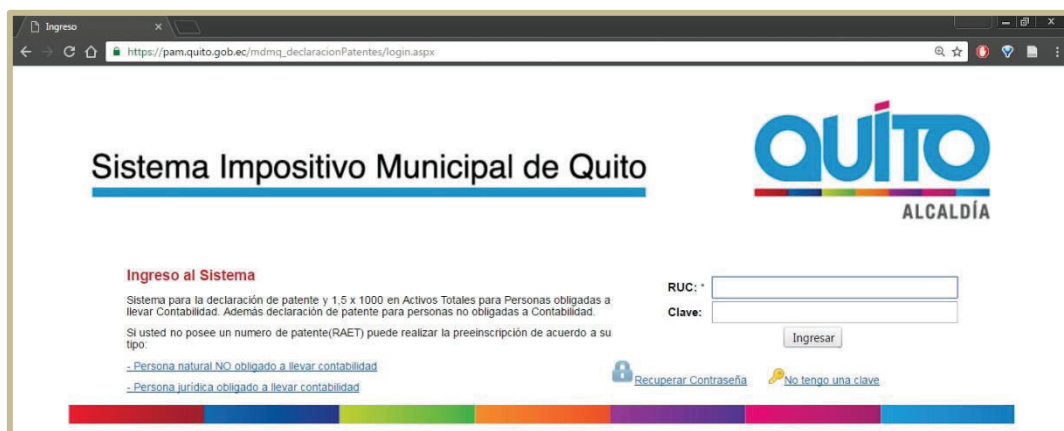 Ingreso
https://pam.quito.gob.ec/mdmq_declaracionPatentes/login.aspx
Sistema Impositivo Municipal de Quito
QUITO
ALCALDÍA
Ingreso al Sistema
Sistema para la declaración de patente y 1,5 x 1000 en Activos Totales para Personas obligadas a
llevar Contabilidad. Además declaración de patente para personas no obligadas a Contabilidad.
Si usted no posee un numero de patente(RAET) puede realizar la preeinscripción de acuerdo a su
tipo:
- Persona natural NO obligado a llevar contabilidad
- Persona jurídica obligado a llevar contabilidad
RUC: *
Clave:
Ingresar
Recuperar Contraseña
No tengo una clave